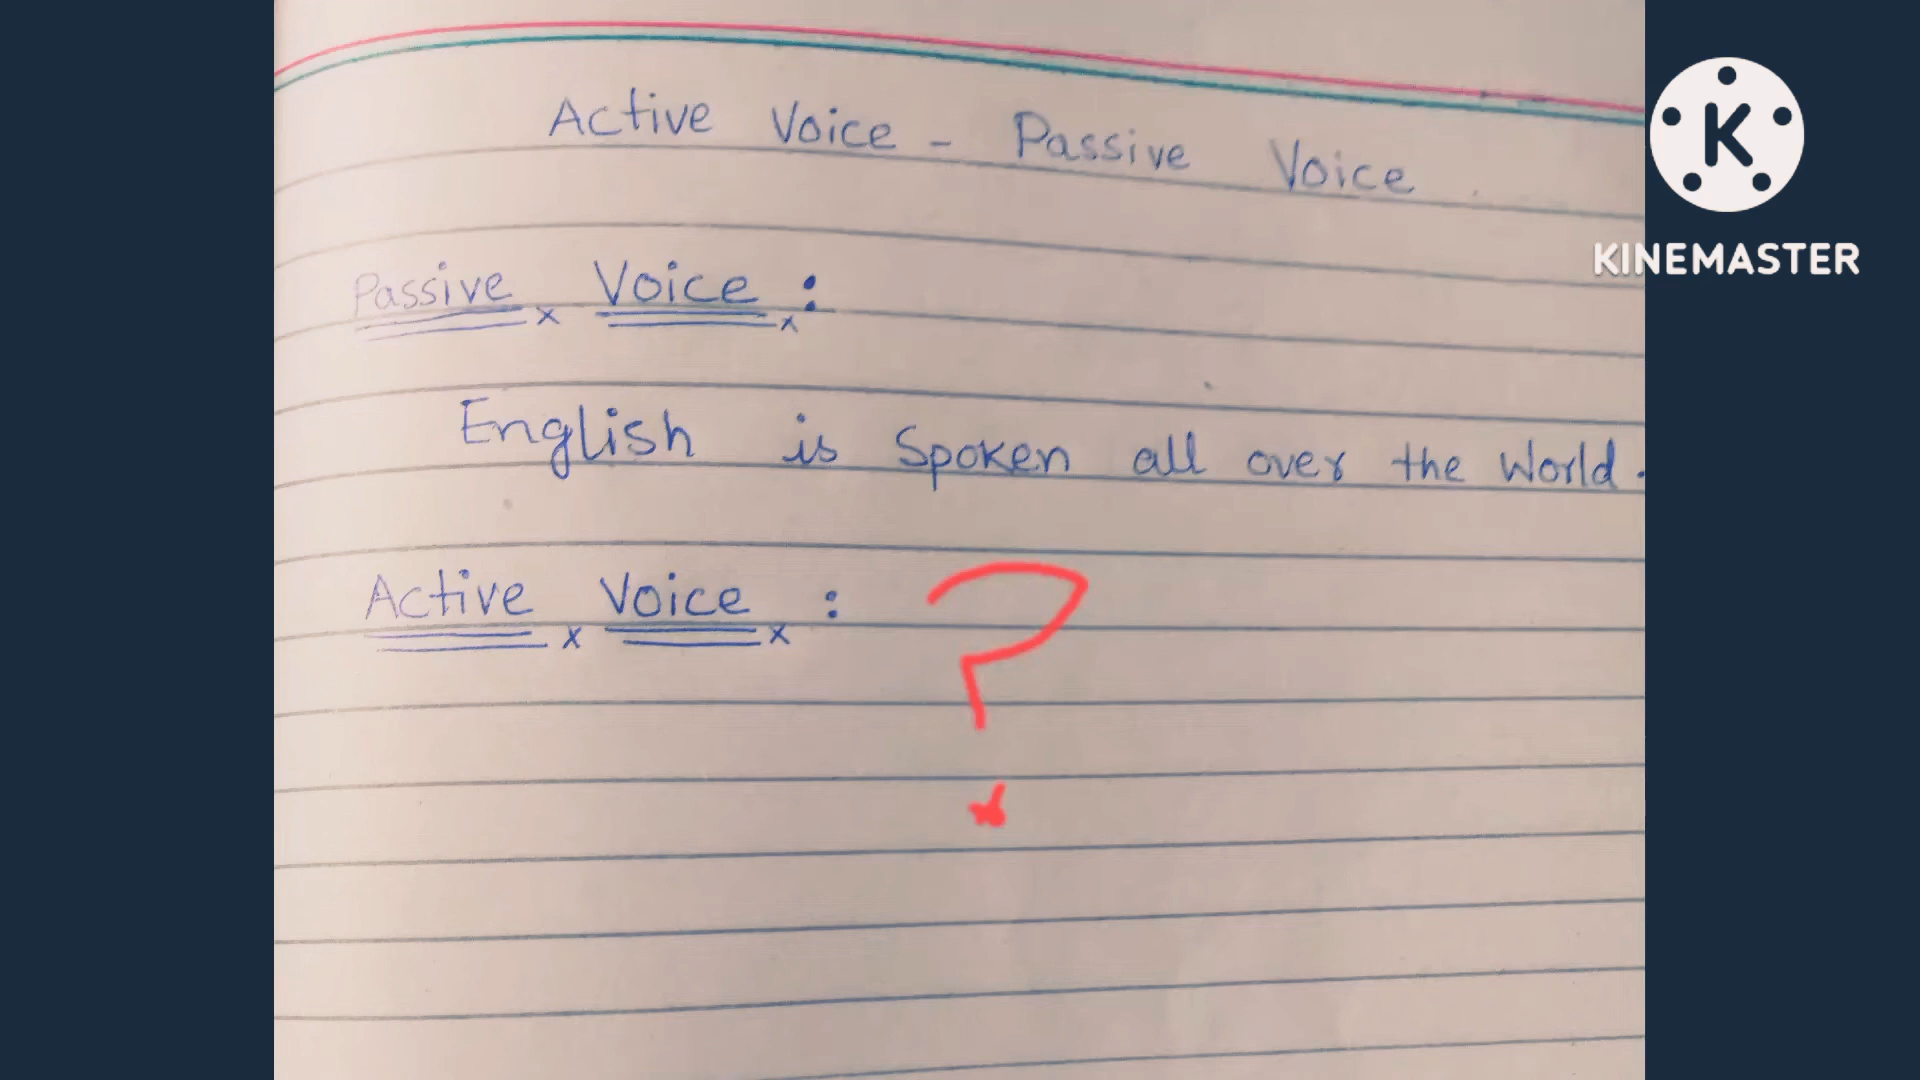 Active Voice - Passive Voice
Passive Voice :
English is Spoken all over the World.
Active Voice : ?
K
KINEMASTER